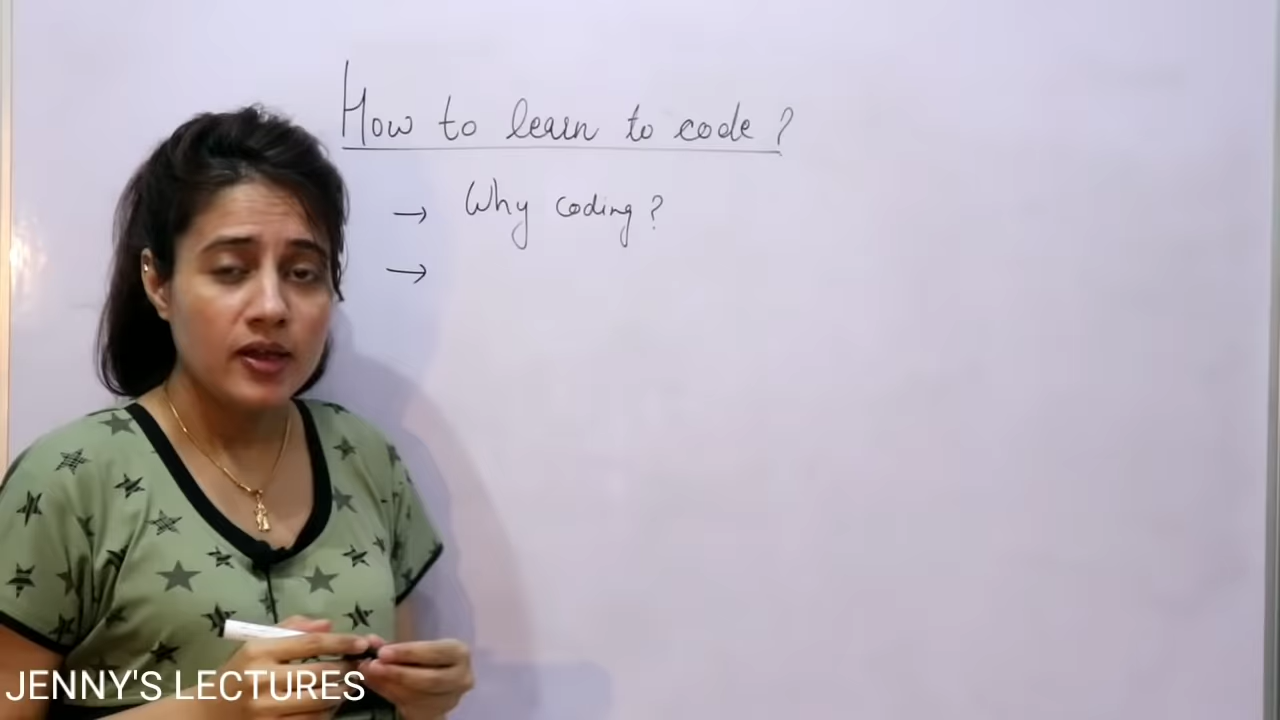 How to learn to code ?
→ Why coding ?
→
JENNY'S LECTURES